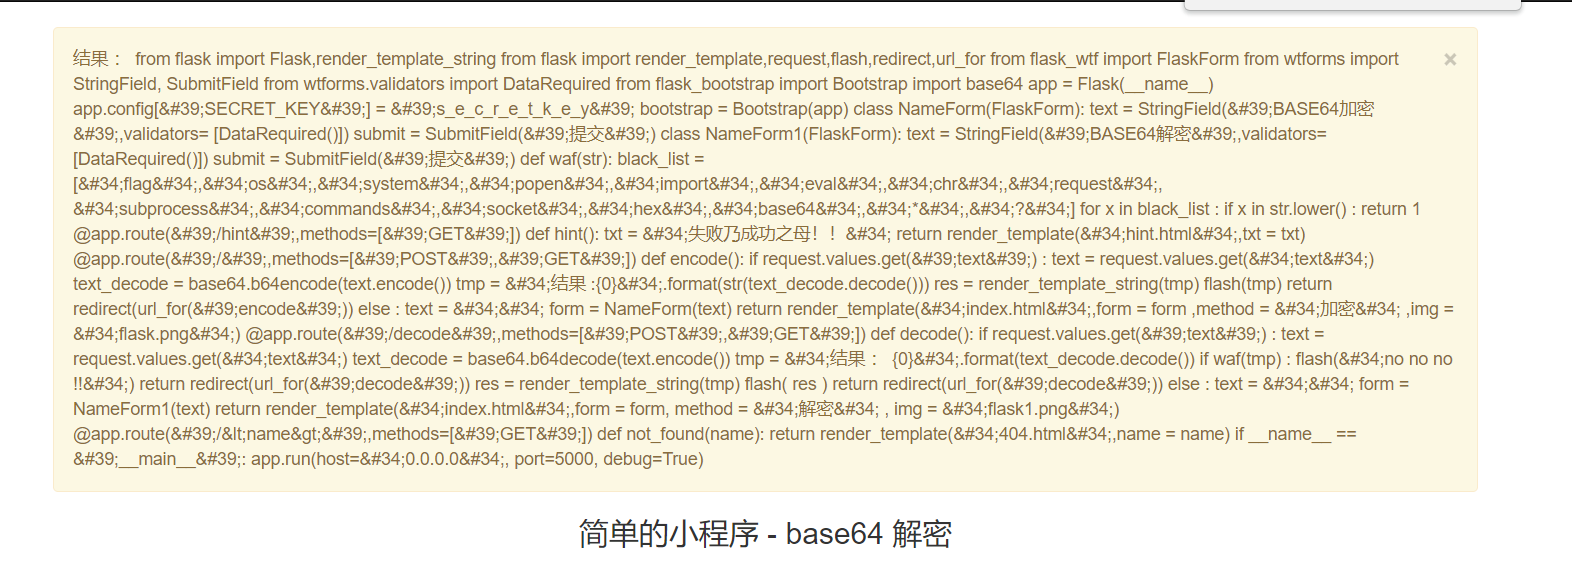 结果 :  from flask import Flask,render_template_string from flask import render_template,request,flash,redirect,url_for from flask_wtf import FlaskForm from wtforms import
StringField, SubmitField from wtforms.validators import DataRequired from flask_bootstrap import Bootstrap import base64 app = Flask(__name__)
app.config[&#39;SECRET_KEY&#39;] = &#39;s_e_c_r_e_t_k_e_y&#39; bootstrap = Bootstrap(app) class NameForm(FlaskForm): text = StringField(&#39;BASE64加密
&#39;,validators= [DataRequired()]) submit = SubmitField(&#39;提交&#39;) class NameForm1(FlaskForm): text = StringField(&#39;BASE64解密&#39;,validators=
[DataRequired()]) submit = SubmitField(&#39;提交&#39;) def waf(str): black_list =
[&#34;flag&#34;,&#34;os&#34;,&#34;system&#34;,&#34;popen&#34;,&#34;import&#34;,&#34;eval&#34;,&#34;chr&#34;,&#34;request&#34;,
&#34;subprocess&#34;,&#34;commands&#34;,&#34;socket&#34;,&#34;hex&#34;,&#34;base64&#34;,&#34;*&#34;,&#34;?&#34;] for x in black_list : if x in str.lower() : return 1
@app.route(&#39;/hint&#39;,methods=[&#39;GET&#39;]) def hint(): txt = &#34;失败乃成功之母！！&#34; return render_template(&#34;hint.html&#34;,txt = txt)
@app.route(&#39;/&#39;,methods=[&#39;POST&#39;,&#39;GET&#39;]) def encode(): if request.values.get(&#39;text&#39;) : text = request.values.get(&#34;text&#34;)
text_decode = base64.b64encode(text.encode()) tmp = &#34;结果 :{0}&#34;.format(str(text_decode.decode())) res = render_template_string(tmp) flash(tmp) return
redirect(url_for(&#39;encode&#39;)) else : text = &#34;&#34; form = NameForm(text) return render_template(&#34;index.html&#34;,form = form ,method = &#34;加密&#34; ,img =
&#34;flask.png&#34;) @app.route(&#39;/decode&#39;,methods=[&#39;POST&#39;,&#39;GET&#39;]) def decode(): if request.values.get(&#39;text&#39;) : text =
request.values.get(&#34;text&#34;) text_decode = base64.b64decode(text.encode()) tmp = &#34;结果 :  {0}&#34;.format(text_decode.decode()) if waf(tmp) : flash(&#34;no no no
!!&#34;) return redirect(url_for(&#39;decode&#39;)) res = render_template_string(tmp) flash( res ) return redirect(url_for(&#39;decode&#39;)) else : text = &#34;&#34; form =
NameForm1(text) return render_template(&#34;index.html&#34;,form = form, method = &#34;解密&#34; , img = &#34;flask1.png&#34;)
@app.route(&#39;/&lt;name&gt;&#39;,methods=[&#39;GET&#39;]) def not_found(name): return render_template(&#34;404.html&#34;,name = name) if __name__ ==
&#39;__main__&#39;: app.run(host=&#34;0.0.0.0&#34;, port=5000, debug=True)
简单的小程序 - base64 解密